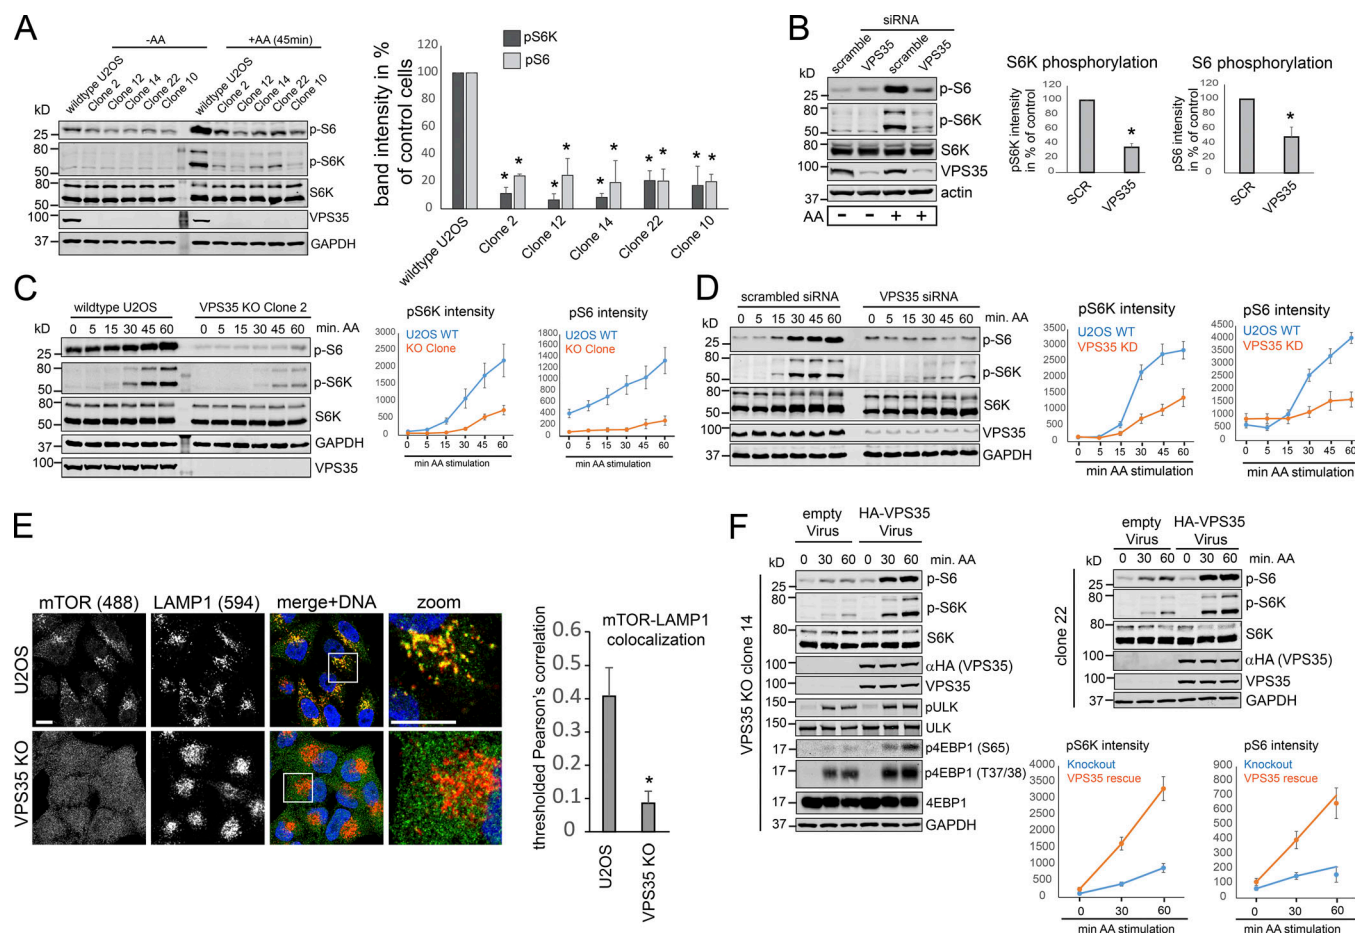 A
-AA
+AA (45min)
kD
wildtype U2OS
Clone 2
Clone 12
Clone 14
Clone 22
Clone 10
wildtype U2OS
Clone 2
Clone 12
Clone 14
Clone 22
Clone 10
25
p-S6
80
50
p-S6K
80
50
S6K
100
VPS35
37
GAPDH
band intensity in %
of control cells
120
100
80
60
40
20
0
pS6K
pS6
* * * * * * * * * *
wildtype U2OS
Clone 2
Clone 12
Clone 14
Clone 22
Clone 10
B
siRNA
scramble
VPS35
scramble
VPS35
kD
25
p-S6
80
50
p-S6K
80
S6K
100
VPS35
37
actin
AA - - + +
S6K phosphorylation
pS6K intensity
in % of control
120
100
80
60
40
20
0
*
SCR
VPS35
S6 phosphorylation
pS6 intensity
in % of control
120
100
80
60
40
20
0
*
SCR
VPS35
C
wildtype U2OS
VPS35 KO Clone 2
kD
0 5 15 30 45 60 0 5 15 30 45 60 min. AA
25
p-S6
80
50
p-S6K
80
50
S6K
37
GAPDH
100
VPS35
pS6K intensity
U2OS WT
KO Clone
3000
2500
2000
1500
1000
500
0
0 5 15 30 45 60
min AA stimulation
pS6 intensity
U2OS WT
KO Clone
1800
1600
1400
1200
1000
800
600
400
200
0
0 5 15 30 45 60
min AA stimulation
D
scrambled siRNA
VPS35 siRNA
kD
0 5 15 30 45 60 0 5 15 30 45 60 min. AA
25
p-S6
80
50
p-S6K
80
50
S6K
100
VPS35
37
GAPDH
pS6K intensity
U2OS WT
VPS35 KD
3500
3000
2500
2000
1500
1000
500
0
0 5 15 30 45 60
min AA stimulation
pS6 intensity
U2OS WT
VPS35 KD
4500
4000
3500
3000
2500
2000
1500
1000
500
0
0 5 15 30 45 60
min AA stimulation
E
mTOR (488)
LAMP1 (594)
merge+DNA
zoom
U2OS
VPS35 KO
mTOR-LAMP1
colocalization
thresholded Pearson's correlation
0.6
0.5
0.4
0.3
0.2
0.1
0
*
U2OS
VPS35 KO
F
empty
Virus
HA-VPS35
Virus
kD
0 30 60 0 30 60 min. AA
VPS35 KO clone 14
25
p-S6
80
50
p-S6K
80
S6K
100
αHA (VPS35)
100
VPS35
150
pULK
150
ULK
17
p4EBP1 (S65)
17
p4EBP1 (T37/38)
17
4EBP1
37
GAPDH
empty
Virus
HA-VPS35
Virus
kD
0 30 60 0 30 60 min. AA
clone 22
25
p-S6
80
50
p-S6K
80
S6K
100
αHA (VPS35)
100
VPS35
37
GAPDH
pS6K intensity
Knockout
VPS35 rescue
4000
3500
3000
2500
2000
1500
1000
500
0
0 30 60
min AA stimulation
pS6 intensity
Knockout
VPS35 rescue
900
800
700
600
500
400
300
200
100
0
0 30 60
min AA stimulation